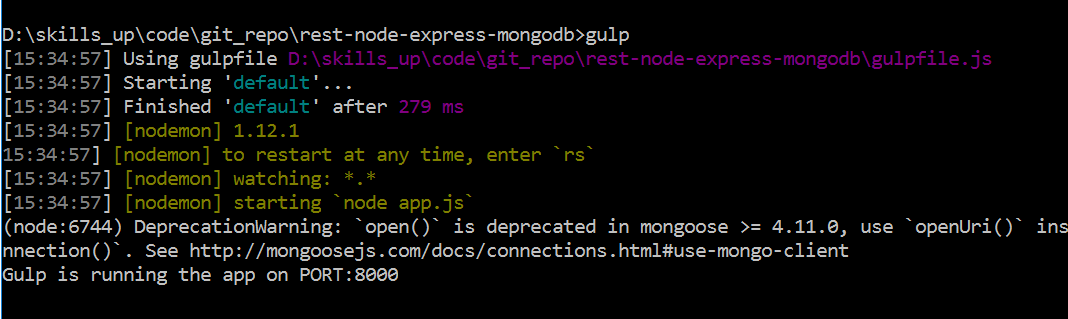 D:\skills_up\code\git_repo\rest-node-express-mongodb>gulp
[15:34:57] Using gulpfile D:\skills_up\code\git_repo\rest-node-express-mongodb\gulpfile.js
[15:34:57] Starting 'default'...
[15:34:57] Finished 'default' after 279 ms
[15:34:57] [nodemon] 1.12.1
15:34:57] [nodemon] to restart at any time, enter `rs`
[15:34:57] [nodemon] watching: *.*
[15:34:57] [nodemon] starting `node app.js`
(node:6744) DeprecationWarning: `open()` is deprecated in mongoose >= 4.11.0, use `openUri()` ins
nnection()`. See http://mongoosejs.com/docs/connections.html#use-mongo-client
Gulp is running the app on PORT:8000